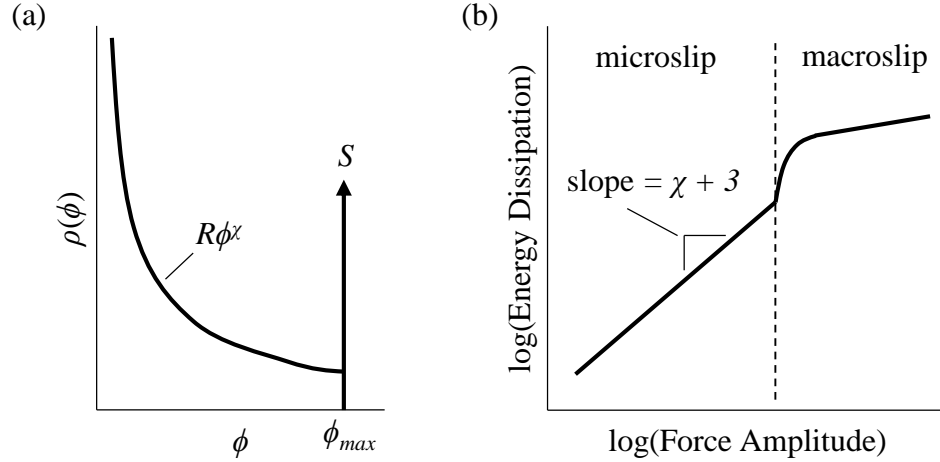 (a)
ρ(ϕ)
Rϕ^χ
S
ϕ
ϕ_max
(b)
microslip
macroslip
slope = χ + 3
log(Energy Dissipation)
log(Force Amplitude)